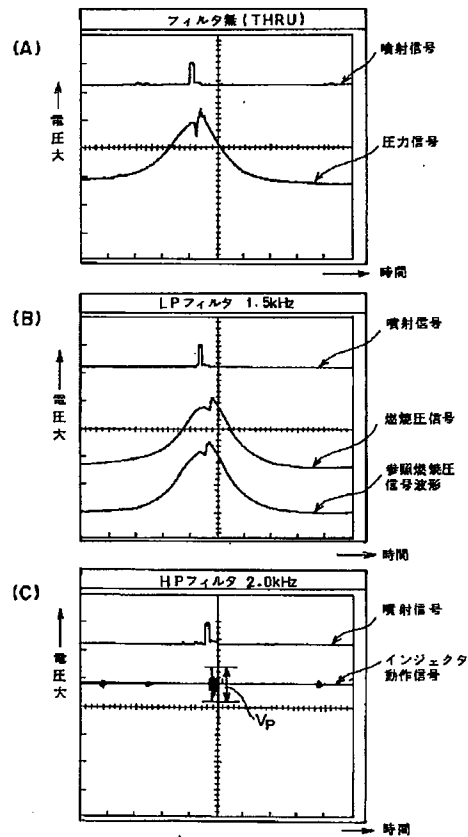 (A)
フィルタ無(THRU)
噴射信号
電圧大
圧力信号
時間
(B)
LPフィルタ 1.5kHz
噴射信号
電圧大
燃焼圧信号
参照燃焼圧
信号波形
時間
(C)
HPフィルタ 2.0kHz
噴射信号
電圧大
インジェクタ
動作信号
VP
時間